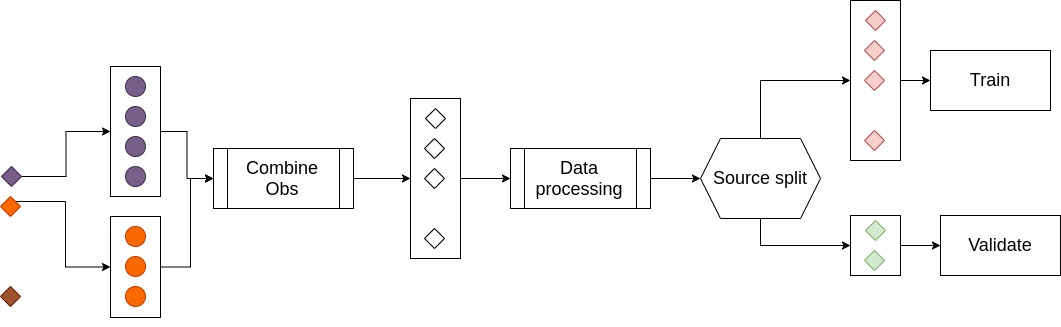 Combine
Obs
Data
processing
Source split
Train
Validate